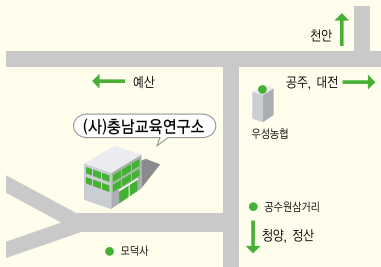 천안
예산
공주, 대전
(사)충남교육연구소
우성농협
공수원삼거리
청양, 정산
모덕사